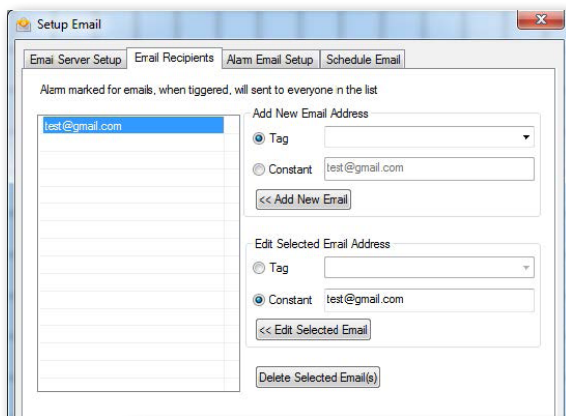 Setup Email
Emai Server Setup Email Recipients Alarm Email Setup Schedule Email
Alarm marked for emails, when tiggered, will sent to everyone in the list
test@gmail.com
Add New Email Address
Tag
Constant test@gmail.com
<< Add New Email
Edit Selected Email Address
Tag
Constant test@gmail.com
<< Edit Selected Email
Delete Selected Email(s)